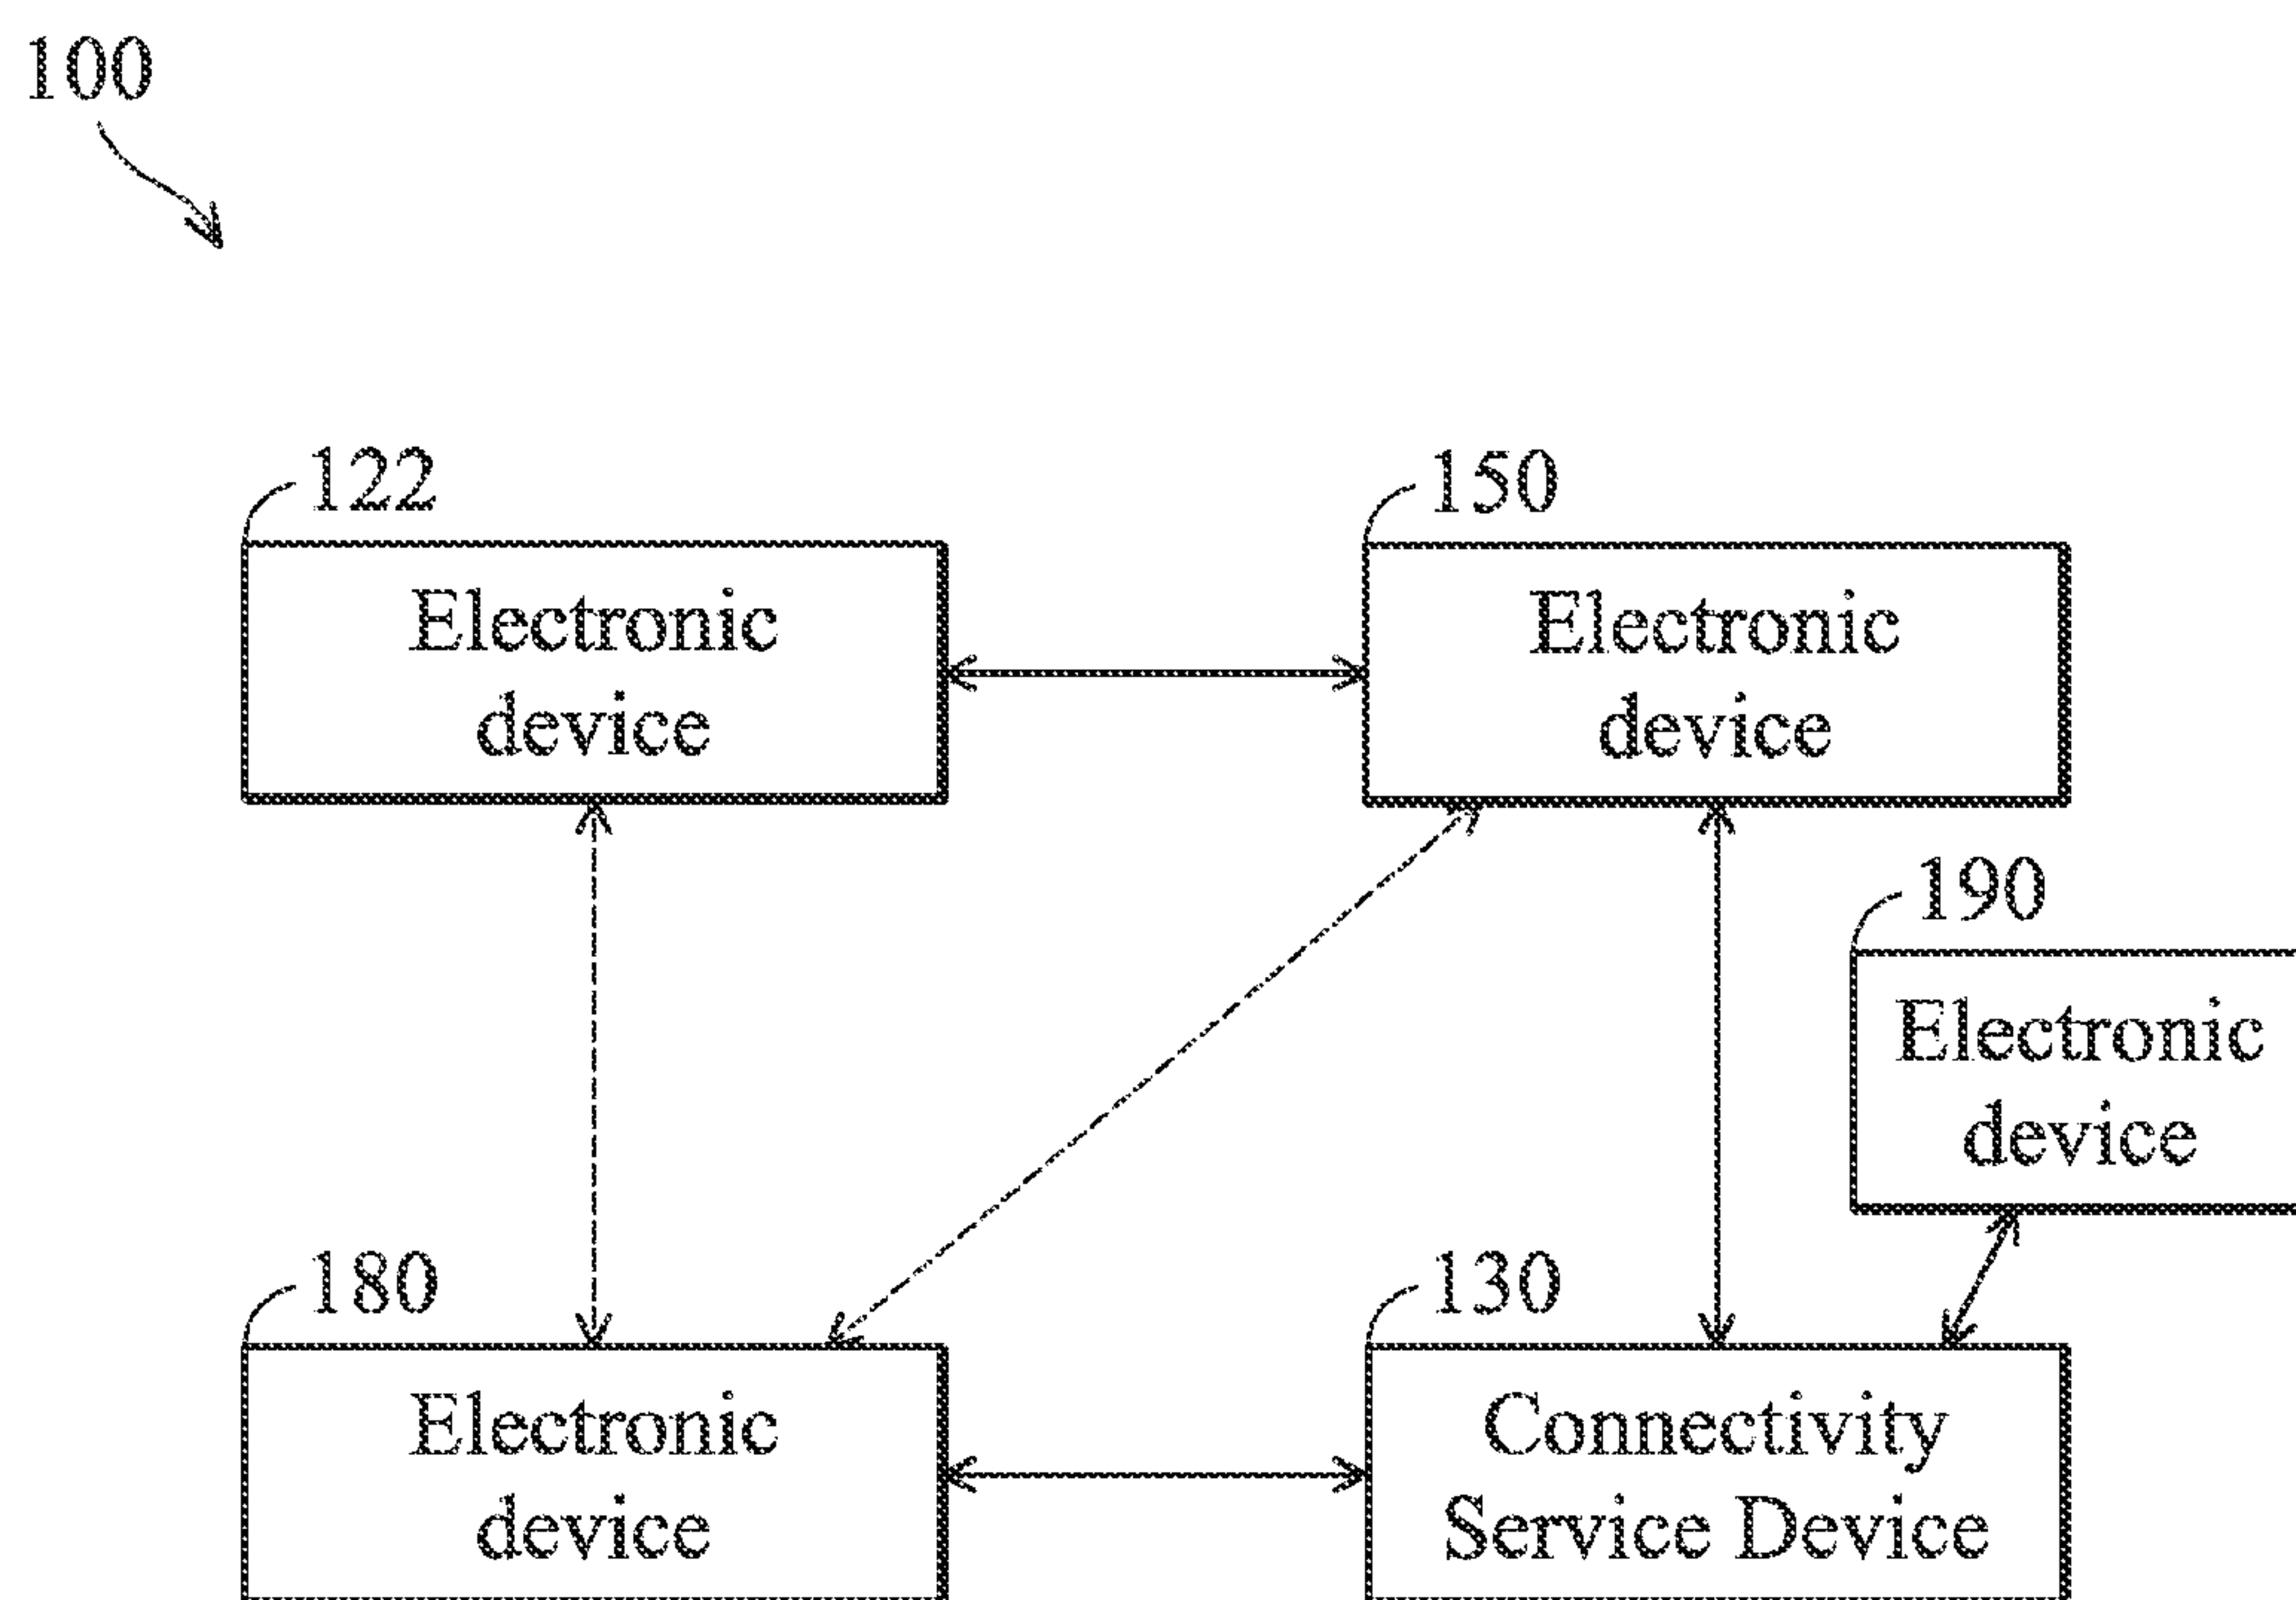 100
122
Electronic
device
150
Electronic
device
190
Electronic
device
180
Electronic
device
130
Connectivity
Service Device